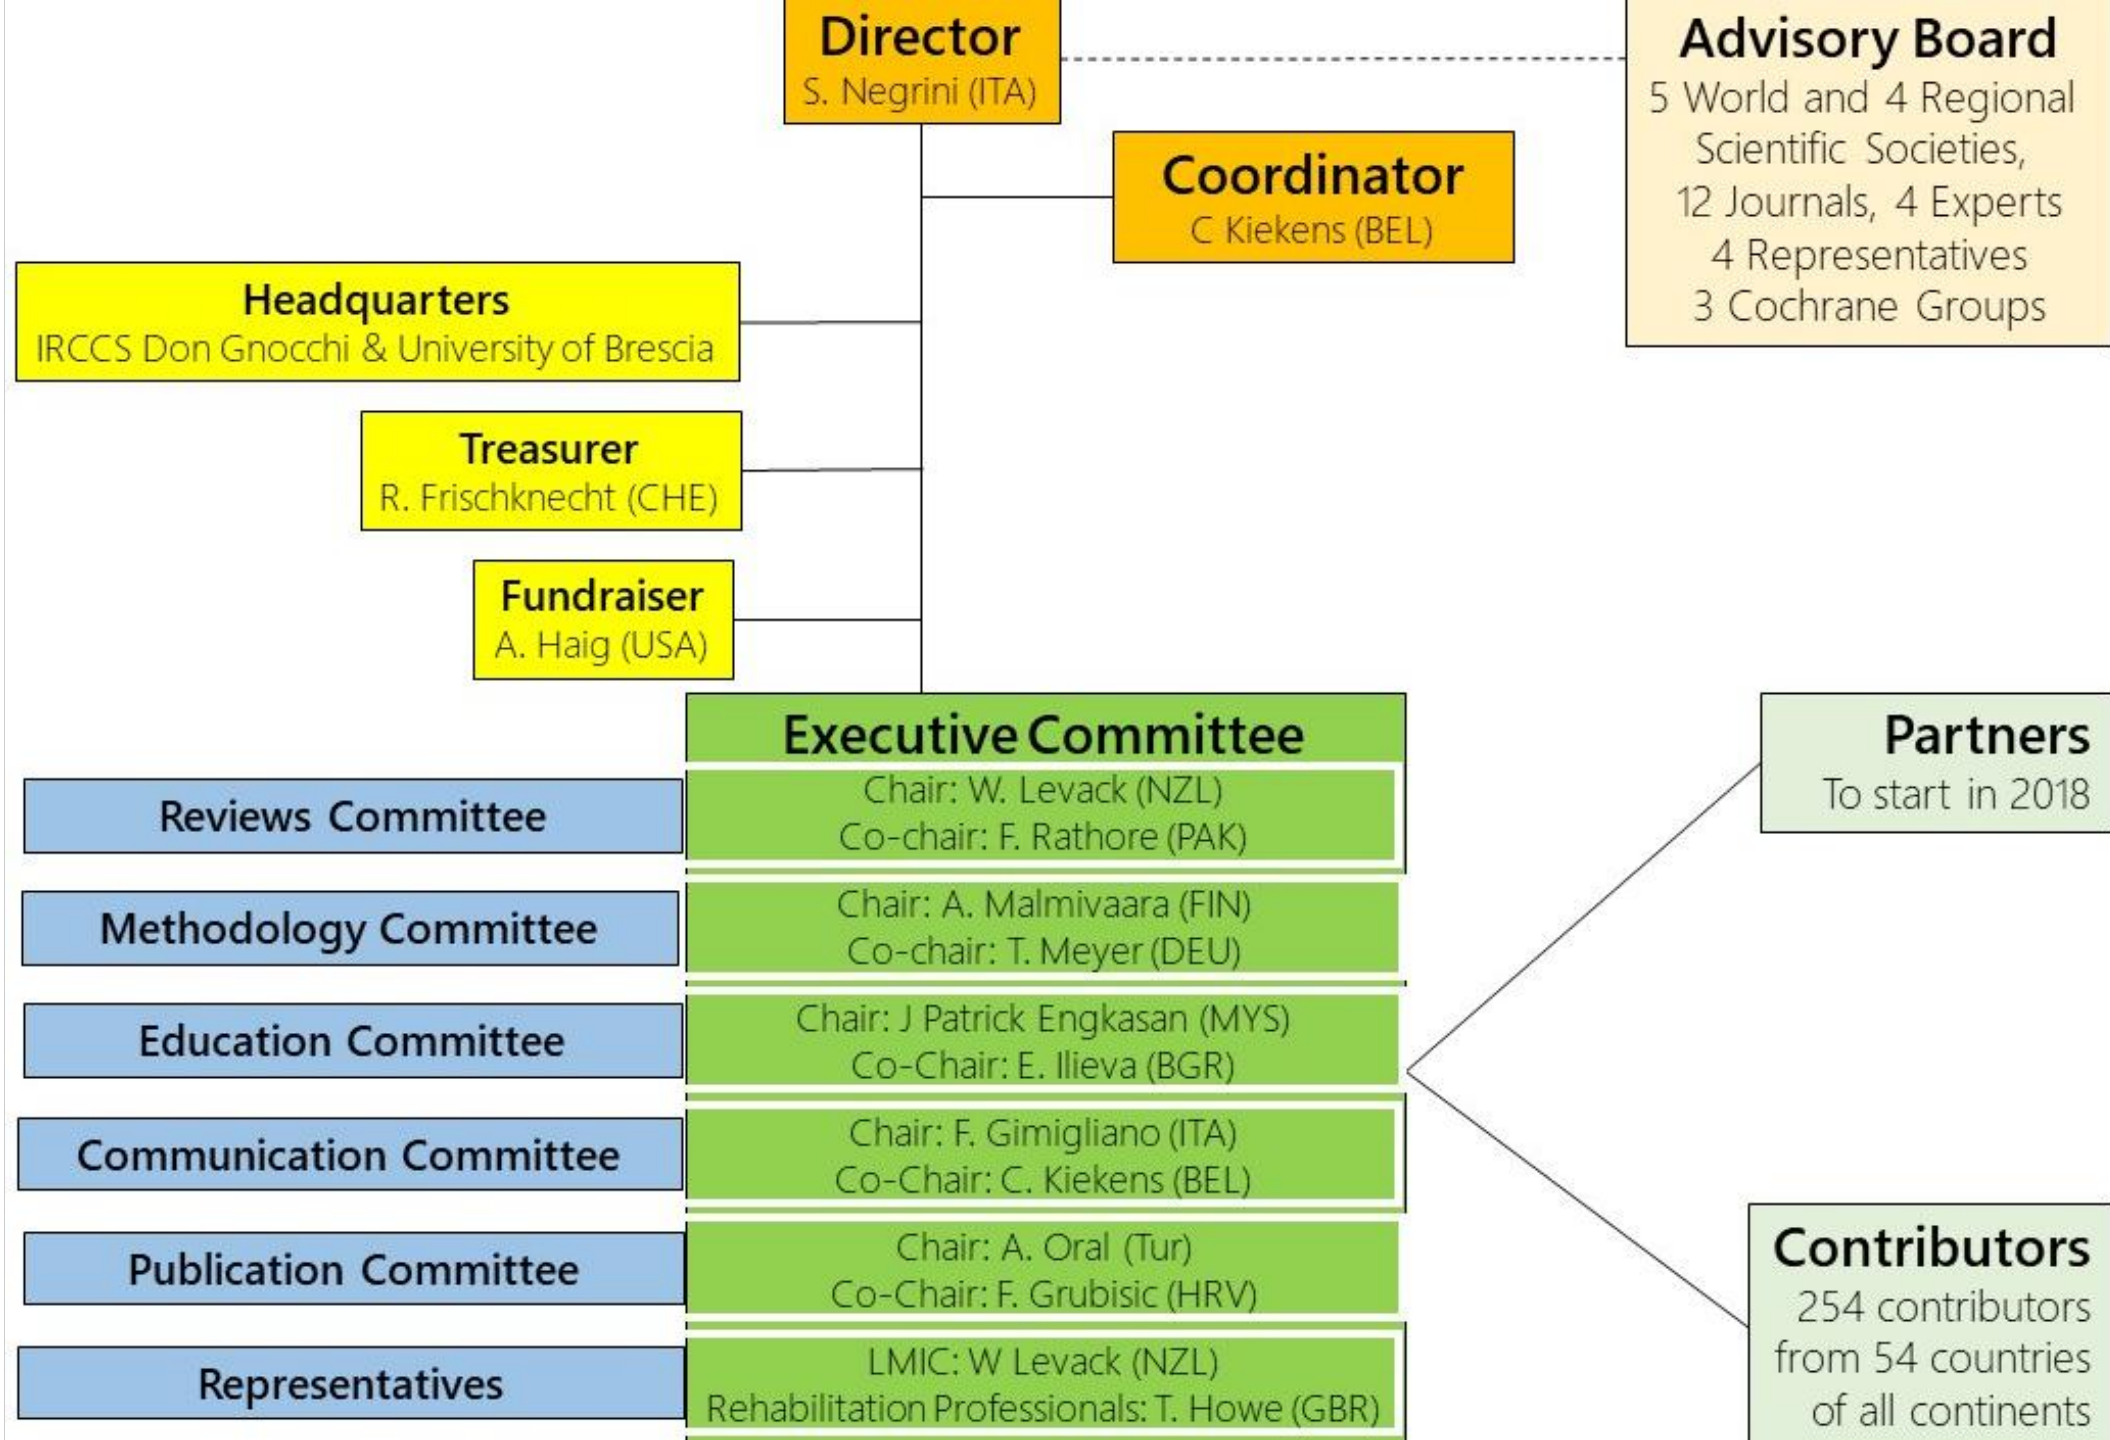 Director
S. Negrini (ITA)
Advisory Board
5 World and 4 Regional
Scientific Societies,
12 Journals, 4 Experts
4 Representatives
3 Cochrane Groups
Coordinator
C Kiekens (BEL)
Headquarters
IRCCS Don Gnocchi & University of Brescia
Treasurer
R. Frischknecht (CHE)
Fundraiser
A. Haig (USA)
Executive Committee
Reviews Committee
Chair: W. Levack (NZL)
Co-chair: F. Rathore (PAK)
Methodology Committee
Chair: A. Malmivaara (FIN)
Co-chair: T. Meyer (DEU)
Education Committee
Chair: J Patrick Engkasan (MYS)
Co-Chair: E. Ilieva (BGR)
Communication Committee
Chair: F. Gimigliano (ITA)
Co-Chair: C. Kiekens (BEL)
Publication Committee
Chair: A. Oral (Tur)
Co-Chair: F. Grubisic (HRV)
Representatives
LMIC: W Levack (NZL)
Rehabilitation Professionals: T. Howe (GBR)
Partners
To start in 2018
Contributors
254 contributors
from 54 countries
of all continents